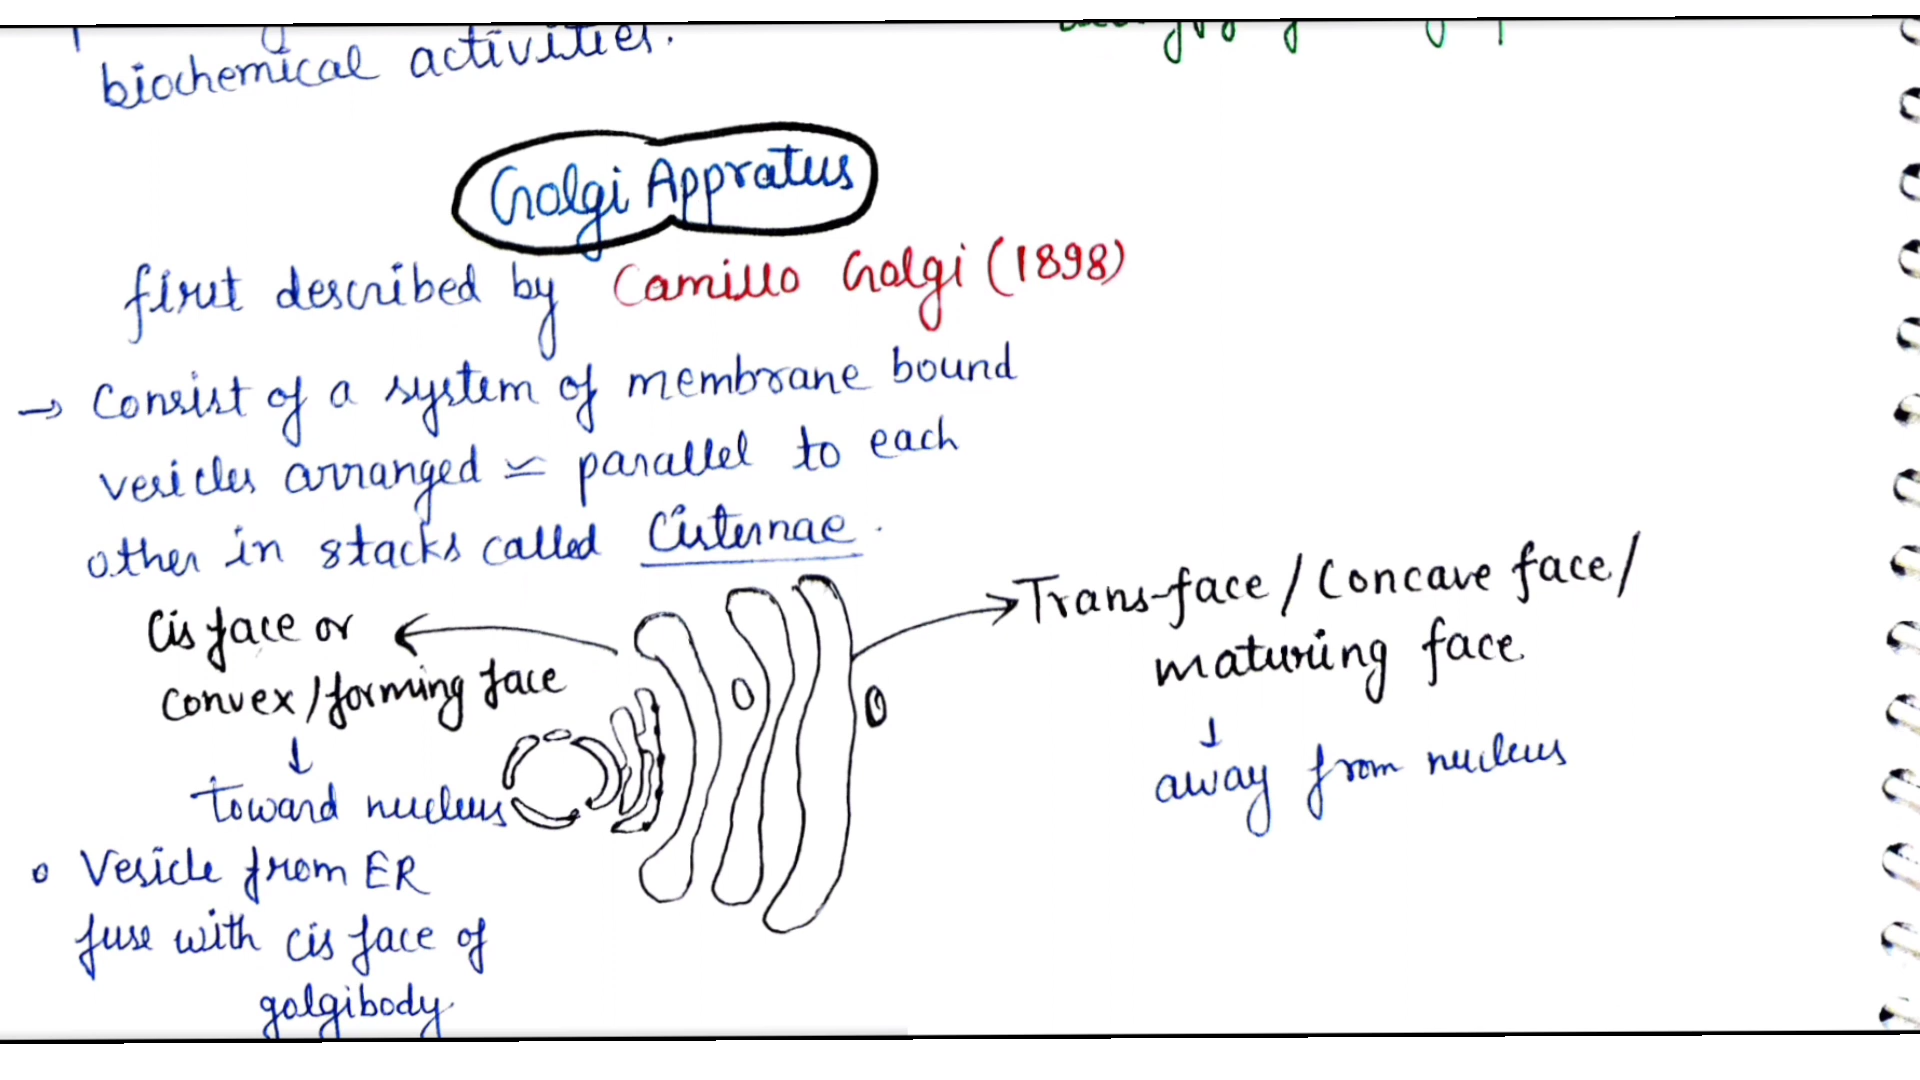 biochemical activities.
Golgi Appratus
first described by Camillo Golgi (1898)
→ Consist of a system of membrane bound
vesicles arranged ≃ parallel to each
other in stacks called Cisternae.
Cis face or
convex/forming face
↓
toward nucleus
Trans-face / Concave face/
maturing face
↓
away from nucleus
• Vesicle from ER
fuse with cis face of
golgibody